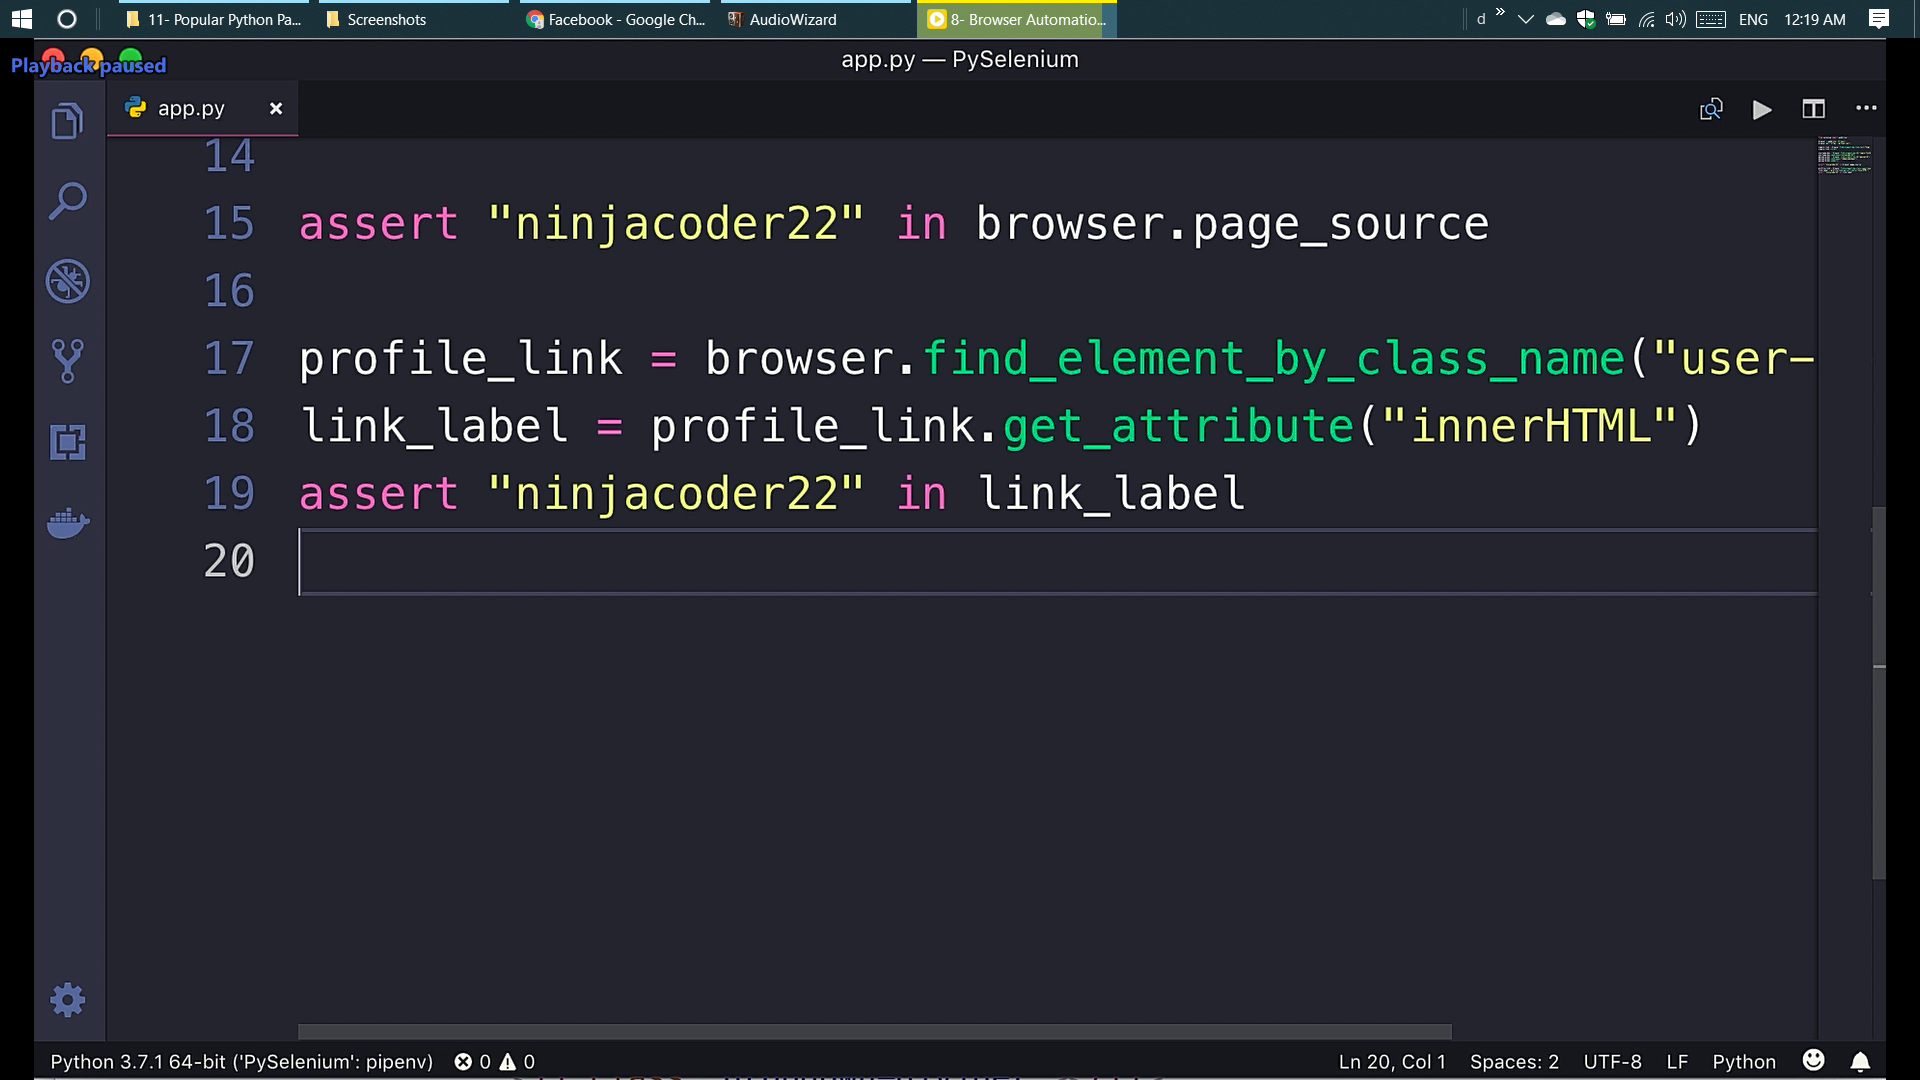 11- Popular Python Pa...
Screenshots
Facebook - Google Ch...
AudioWizard
8- Browser Automatio...
d »
ENG
12:19 AM
Playback paused
app.py — PySelenium
app.py
14
15 assert "ninjacoder22" in browser.page_source
16
17 profile_link = browser.find_element_by_class_name("user-
18 link_label = profile_link.get_attribute("innerHTML")
19 assert "ninjacoder22" in link_label
20
Python 3.7.1 64-bit ('PySelenium': pipenv) 0 0 Ln 20, Col 1 Spaces: 2 UTF-8 LF Python